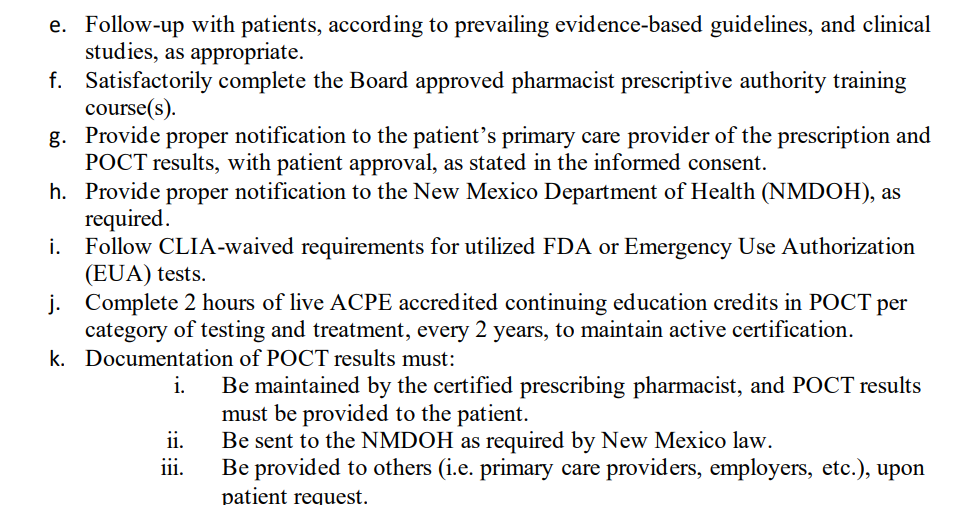 e. Follow-up with patients, according to prevailing evidence-based guidelines, and clinical
studies, as appropriate.
f. Satisfactorily complete the Board approved pharmacist prescriptive authority training
course(s).
g. Provide proper notification to the patient’s primary care provider of the prescription and
POCT results, with patient approval, as stated in the informed consent.
h. Provide proper notification to the New Mexico Department of Health (NMDOH), as
required.
i. Follow CLIA-waived requirements for utilized FDA or Emergency Use Authorization
(EUA) tests.
j. Complete 2 hours of live ACPE accredited continuing education credits in POCT per
category of testing and treatment, every 2 years, to maintain active certification.
k. Documentation of POCT results must:
i. Be maintained by the certified prescribing pharmacist, and POCT results
must be provided to the patient.
ii. Be sent to the NMDOH as required by New Mexico law.
iii. Be provided to others (i.e. primary care providers, employers, etc.), upon
patient request.